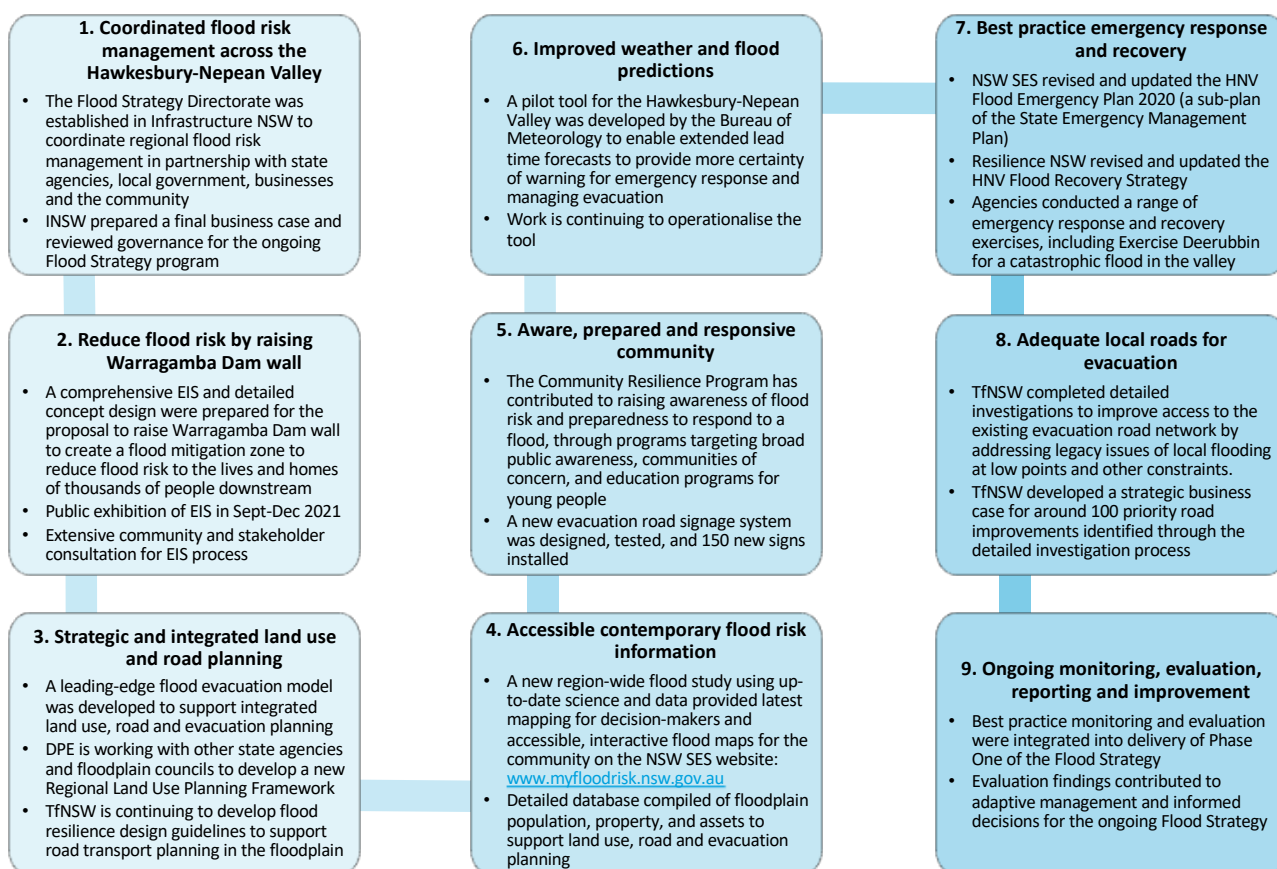 1. Coordinated flood risk
management across the
Hawkesbury-Nepean Valley
• The Flood Strategy Directorate was
established in Infrastructure NSW to
coordinate regional flood risk
management in partnership with state
agencies, local government, businesses
and the community
• INSW prepared a final business case and
reviewed governance for the ongoing
Flood Strategy program
2. Reduce flood risk by raising
Warragamba Dam wall
• A comprehensive EIS and detailed
concept design were prepared for the
proposal to raise Warragamba Dam wall
to create a flood mitigation zone to
reduce flood risk to the lives and homes
of thousands of people downstream
• Public exhibition of EIS in Sept-Dec 2021
• Extensive community and stakeholder
consultation for EIS process
3. Strategic and integrated land use
and road planning
• A leading-edge flood evacuation model
was developed to support integrated
land use, road and evacuation planning
• DPE is working with other state agencies
and floodplain councils to develop a new
Regional Land Use Planning Framework
• TfNSW is continuing to develop flood
resilience design guidelines to support
road transport planning in the floodplain
4. Accessible contemporary flood risk
information
• A new region-wide flood study using up-
to-date science and data provided latest
mapping for decision-makers and
accessible, interactive flood maps for the
community on the NSW SES website:
www.myfloodrisk.nsw.gov.au
• Detailed database compiled of floodplain
population, property, and assets to
support land use, road and evacuation
planning
5. Aware, prepared and responsive
community
• The Community Resilience Program has
contributed to raising awareness of flood
risk and preparedness to respond to a
flood, through programs targeting broad
public awareness, communities of
concern, and education programs for
young people
• A new evacuation road signage system
was designed, tested, and 150 new signs
installed
6. Improved weather and flood
predictions
• A pilot tool for the Hawkesbury-Nepean
Valley was developed by the Bureau of
Meteorology to enable extended lead
time forecasts to provide more certainty
of warning for emergency response and
managing evacuation
• Work is continuing to operationalise the
tool
7. Best practice emergency response
and recovery
• NSW SES revised and updated the HNV
Flood Emergency Plan 2020 (a sub-plan
of the State Emergency Management
Plan)
• Resilience NSW revised and updated the
HNV Flood Recovery Strategy
• Agencies conducted a range of
emergency response and recovery
exercises, including Exercise Deerubbin
for a catastrophic flood in the valley
8. Adequate local roads for
evacuation
• TfNSW completed detailed
investigations to improve access to the
existing evacuation road network by
addressing legacy issues of local flooding
at low points and other constraints.
• TfNSW developed a strategic business
case for around 100 priority road
improvements identified through the
detailed investigation process
9. Ongoing monitoring, evaluation,
reporting and improvement
• Best practice monitoring and evaluation
were integrated into delivery of Phase
One of the Flood Strategy
• Evaluation findings contributed to
adaptive management and informed
decisions for the ongoing Flood Strategy